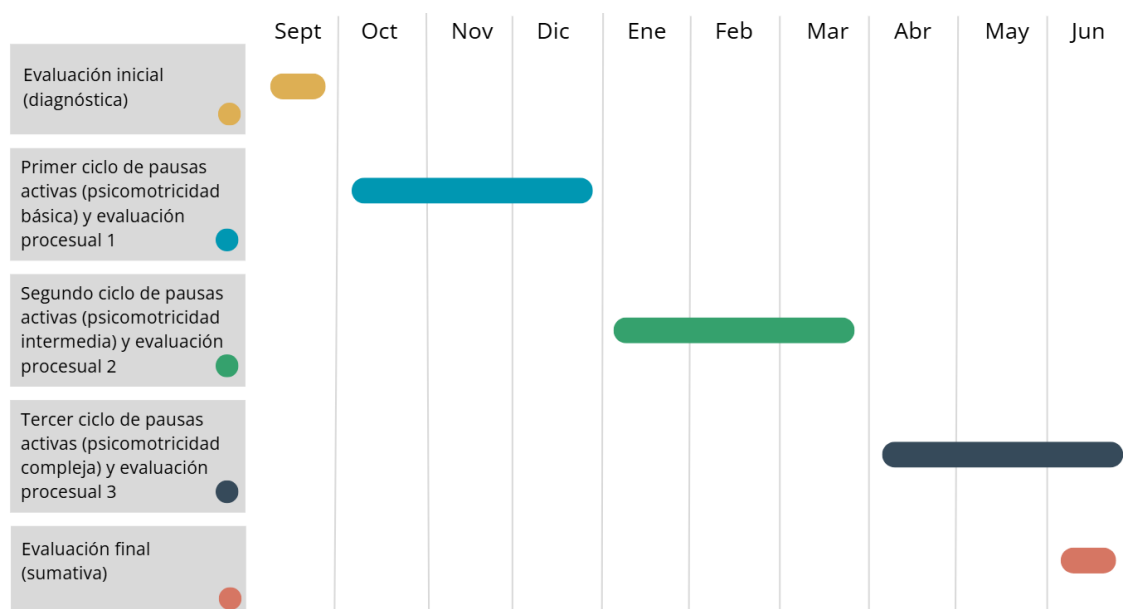 Sept Oct Nov Dic Ene Feb Mar Abr May Jun
Evaluación inicial
(diagnóstica)
Primer ciclo de pausas
activas (psicomotricidad
básica) y evaluación
procesual 1
Segundo ciclo de pausas
activas (psicomotricidad
intermedia) y evaluación
procesual 2
Tercer ciclo de pausas
activas (psicomotricidad
compleja) y evaluación
procesual 3
Evaluación final
(sumativa)